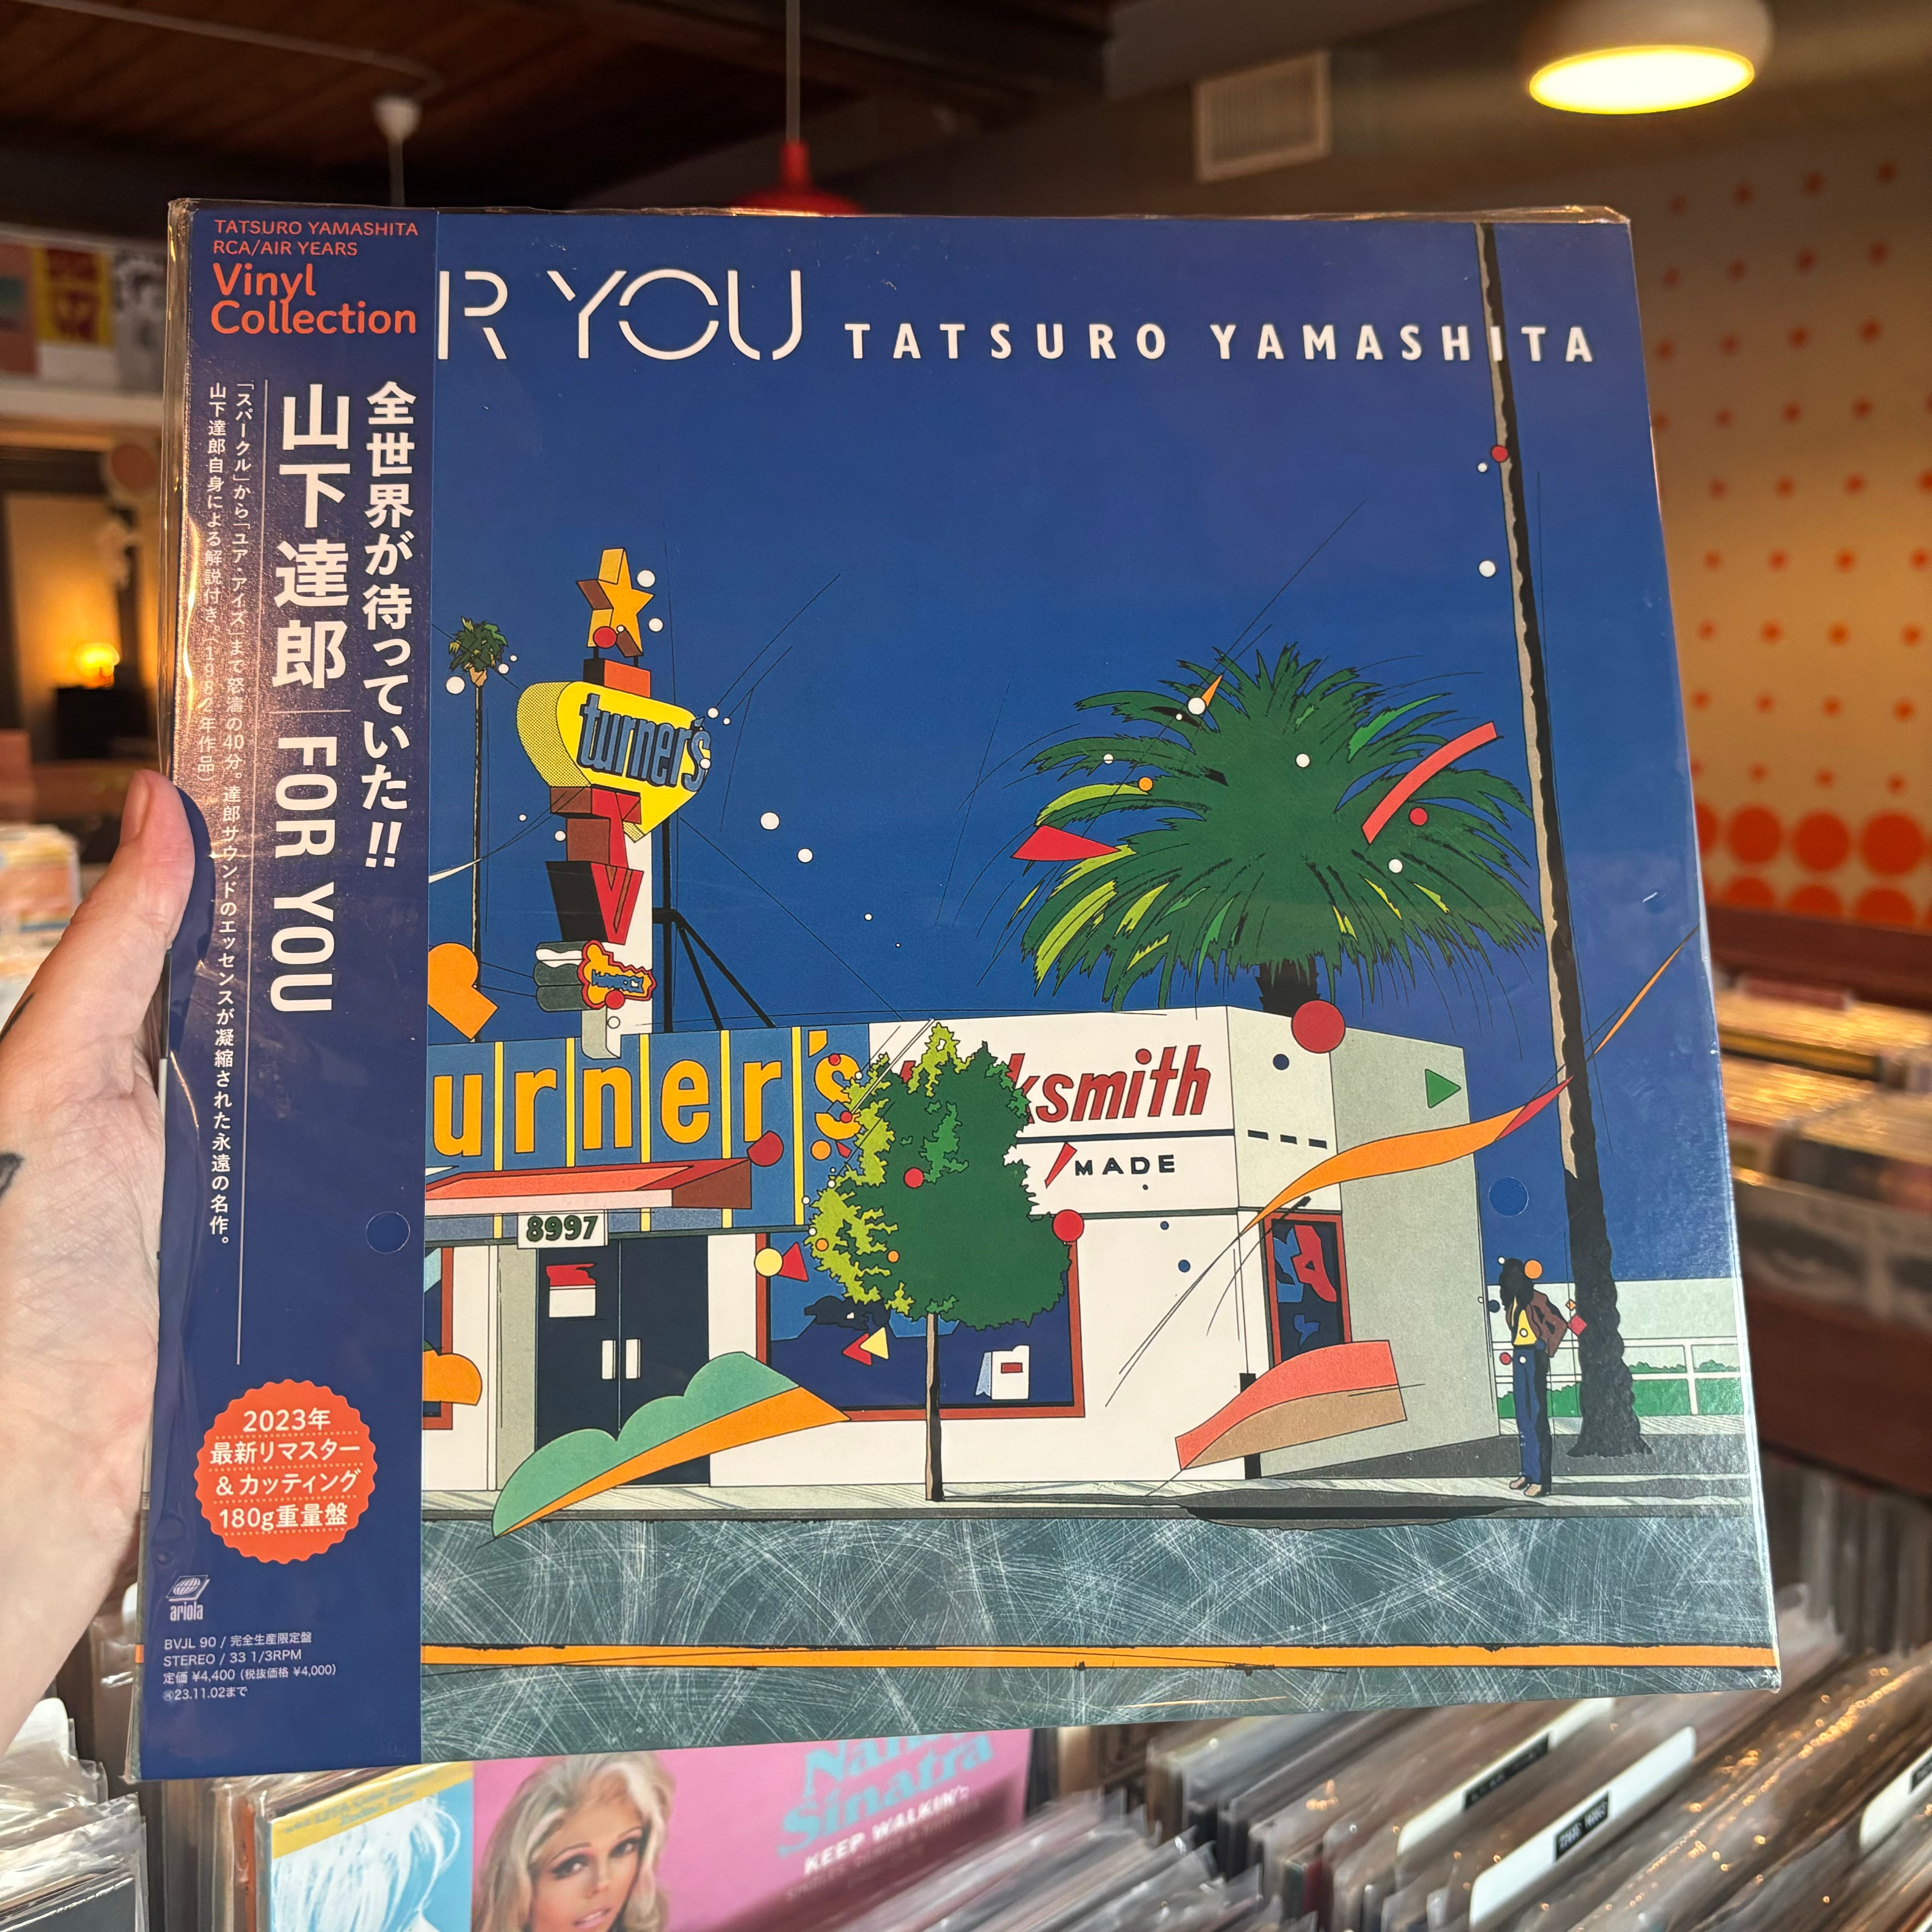 TATSURO YAMASHITA
RCA/AIR YEARS
Vinyl
Collection
全世界が待っていた!!
山下達郎 FOR YOU
「スパークル」から「ユア・アイズ」まで怒濤の40分。達郎サウンドのエッセンスが凝縮された永遠の名作。
山下達郎自身による解説付き。(1982年作品)
2023年
最新リマスター
&カッティング
180g重量盤
ariola
BVJL 90 / 完全生産限定盤
STEREO / 33 1/3RPM
定価 ¥4,400 (税抜価格 ¥4,000)
23.11.02まで
R YOU TATSURO YAMASHITA
turner's
urner's
ksmith
MADE
8997
Nan
Sinatra
KEEP WALKIN'